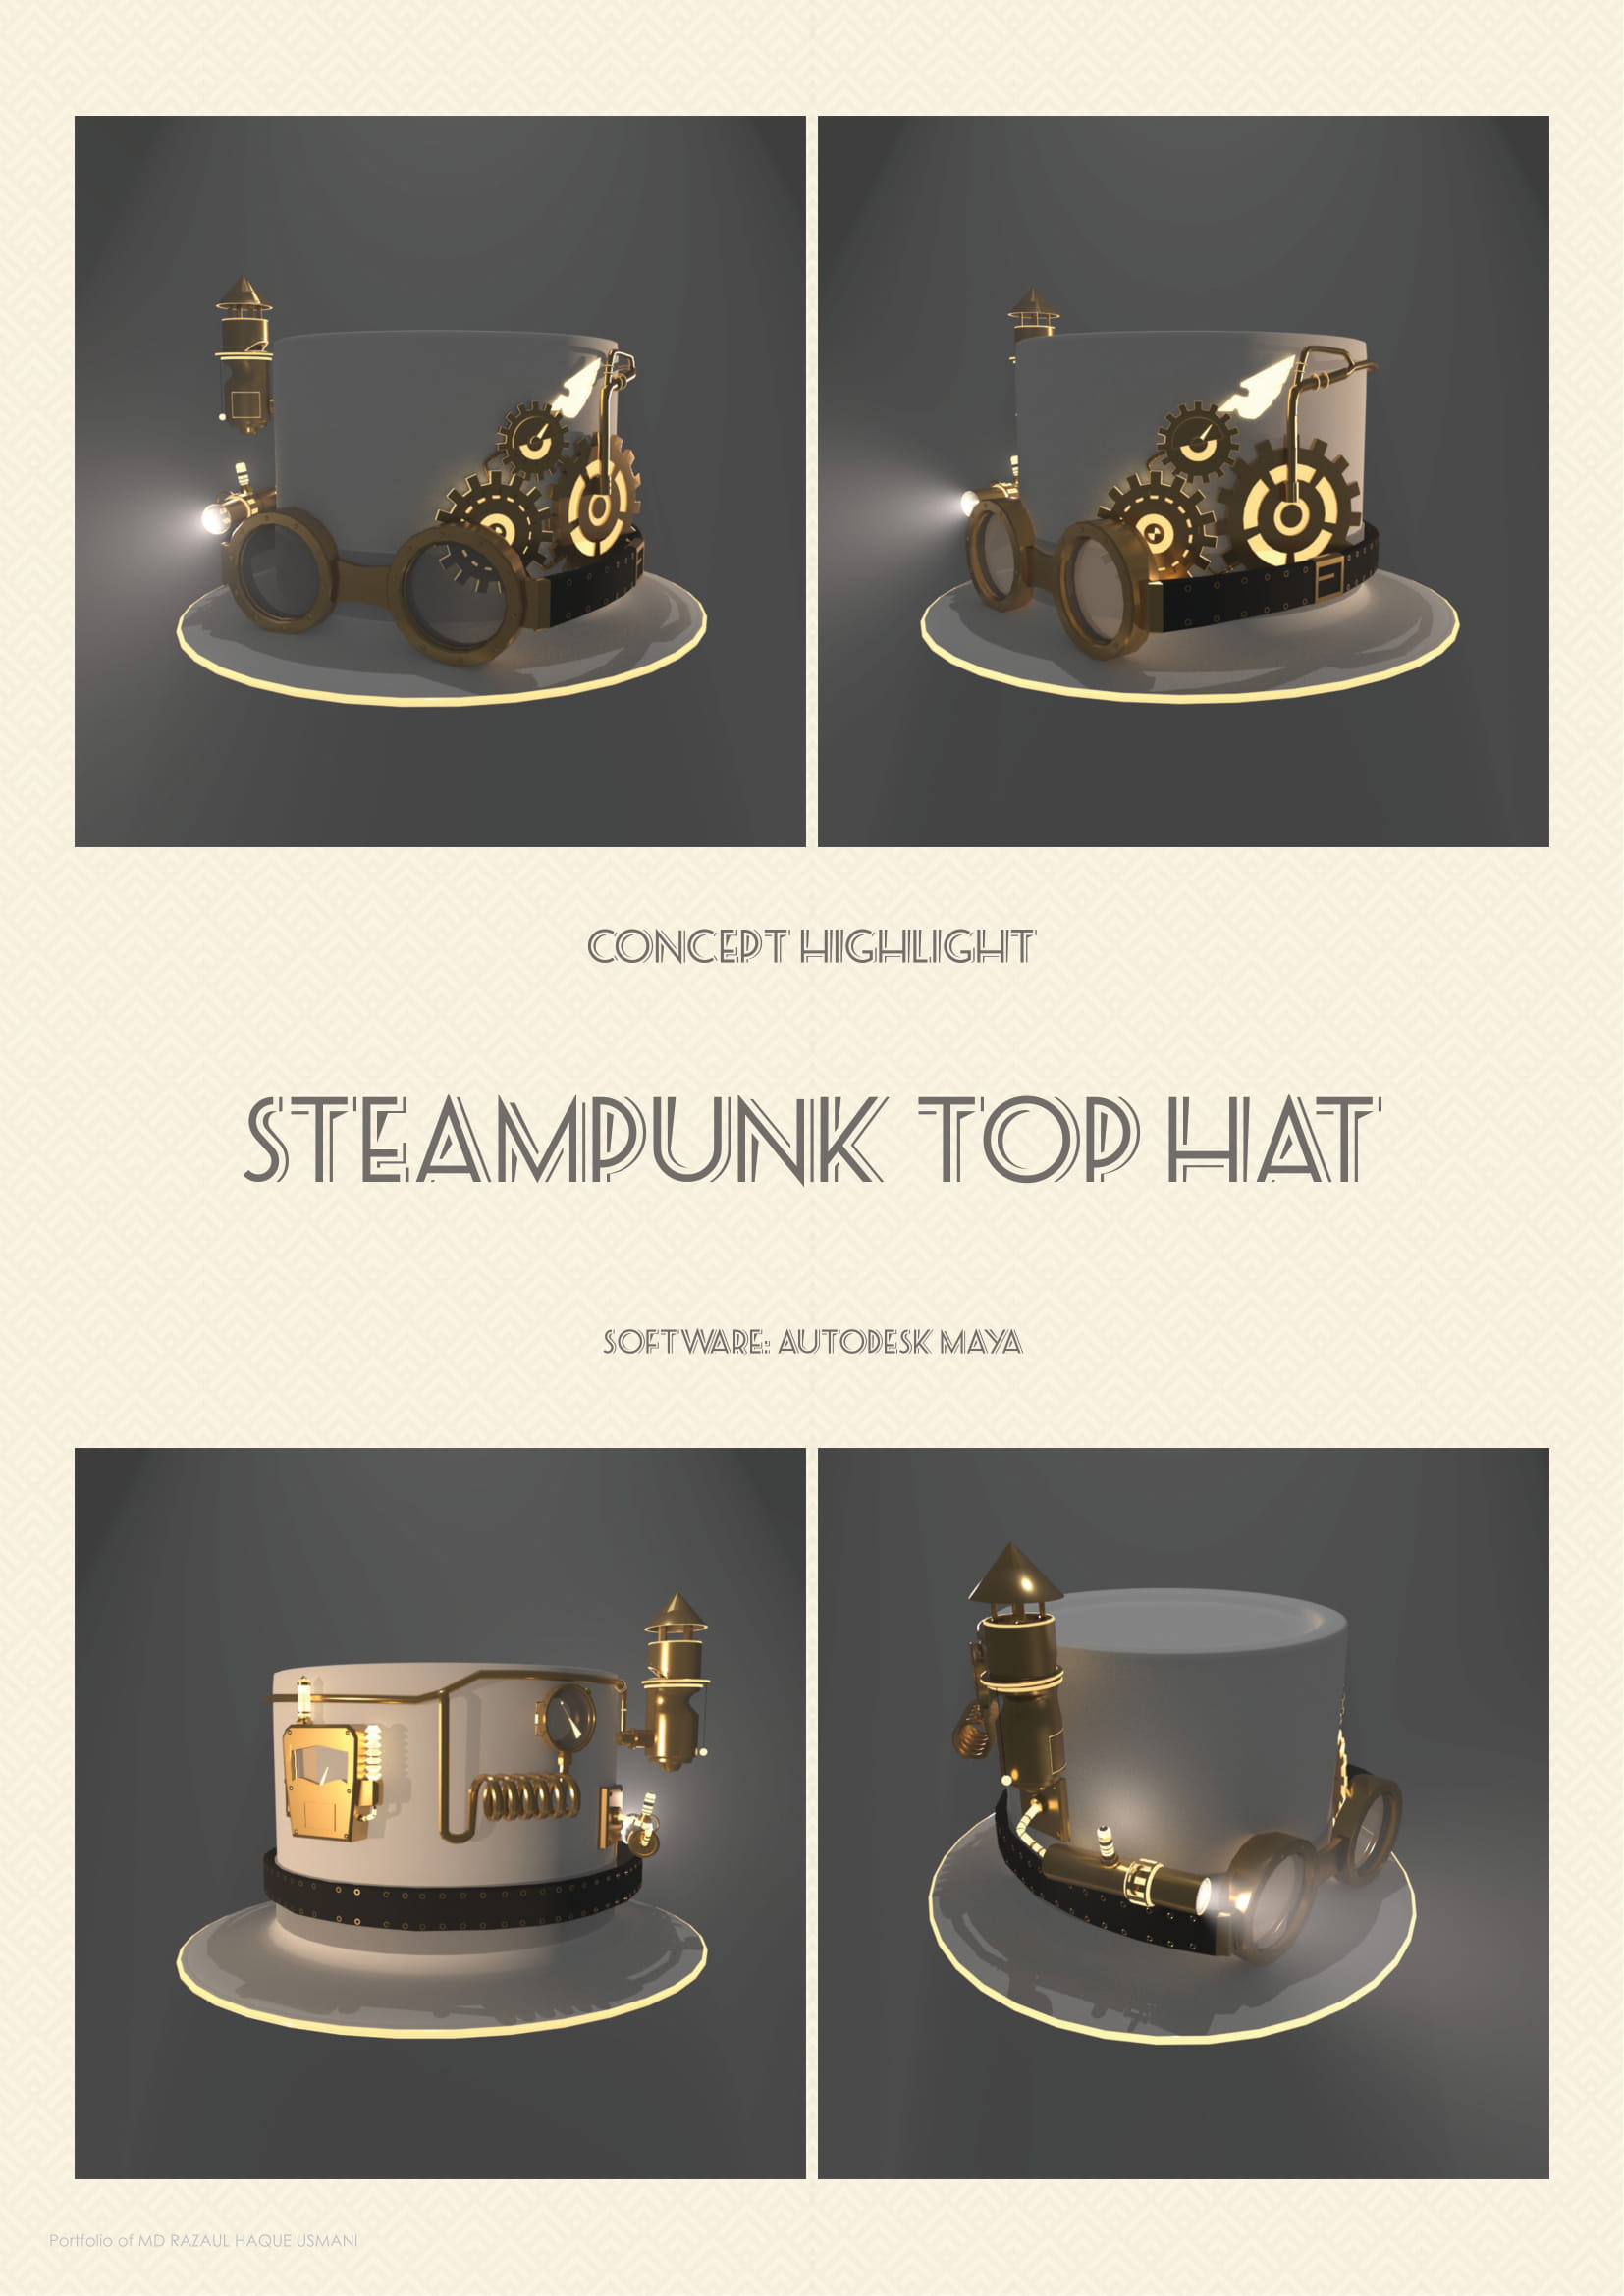 CONCEPT HIGHLIGHT
STEAMPUNK TOP HAT
SOFTWARE: AUTODESK MAYA
Portfolio of MD RAZAUL HAQUE USMANI